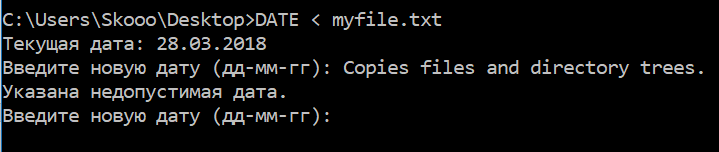 C:\Users\Skooo\Desktop>DATE < myfile.txt
Текущая дата: 28.03.2018
Введите новую дату (дд-мм-гг): Copies files and directory trees.
Указана недопустимая дата.
Введите новую дату (дд-мм-гг):